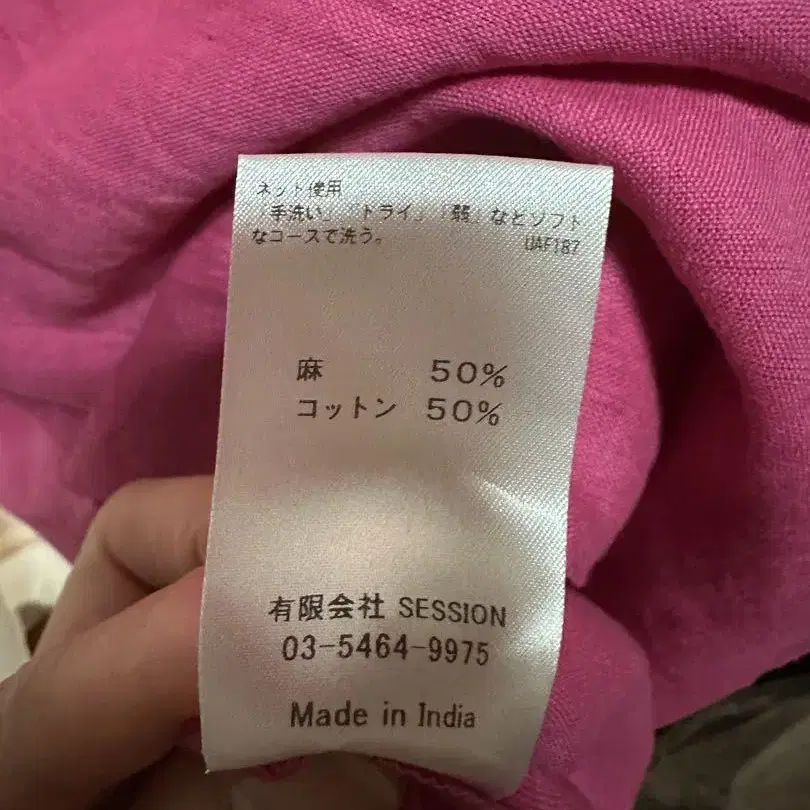 ネット使用
「手洗い」「ドライ」「弱」などソフト
なコースで洗う。
UAF187
麻 50%
コットン 50%
有限会社 SESSION
03-5464-9975
Made in India